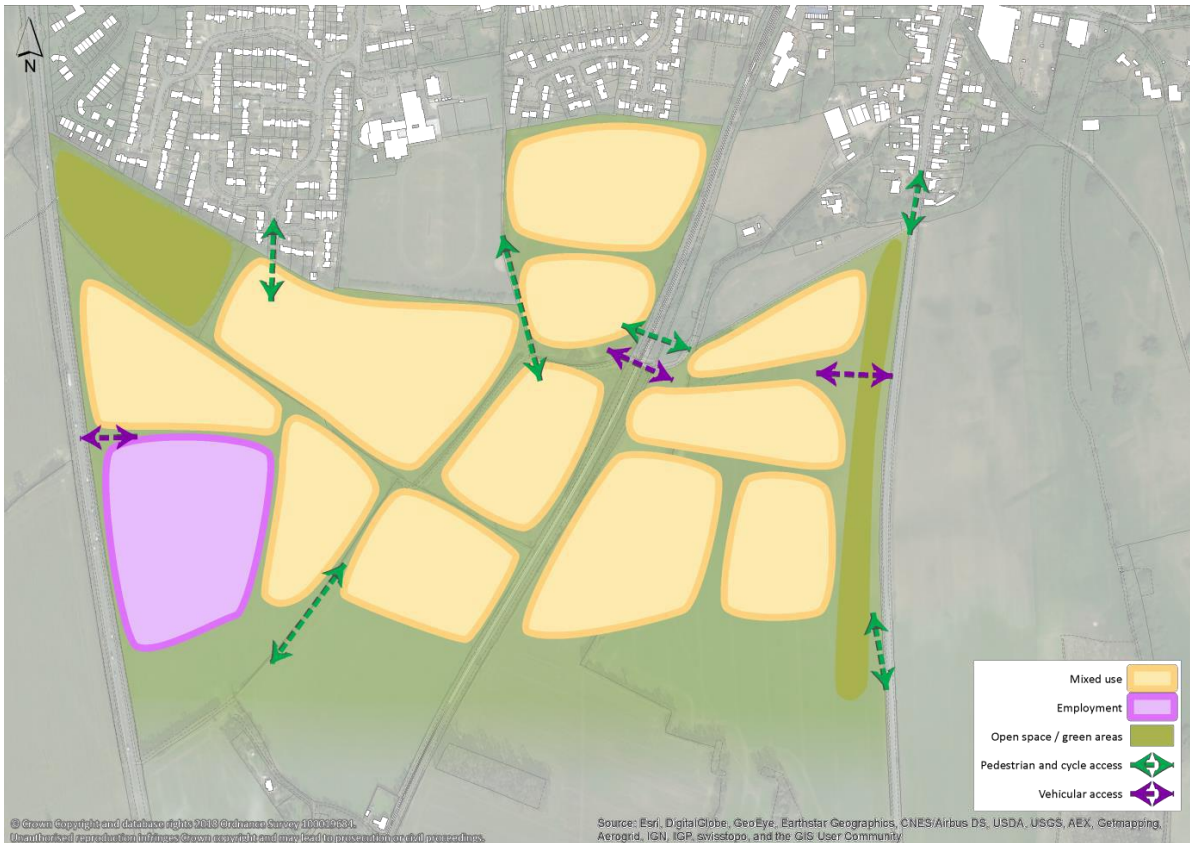 N
Mixed use
Employment
Open space / green areas
Pedestrian and cycle access
Vehicular access
© Crown Copyright and database rights 2018 Ordnance Survey
Unauthorised reproduction infringes Crown copyright and may lead to prosecution or civil proceedings.
Source: Esri, DigitalGlobe, GeoEye, Earthstar Geographics, CNES/Airbus DS, USDA, USGS, AEX, Getmapping,
Aerogrid, IGN, IGP, swisstopo, and the GIS User Community